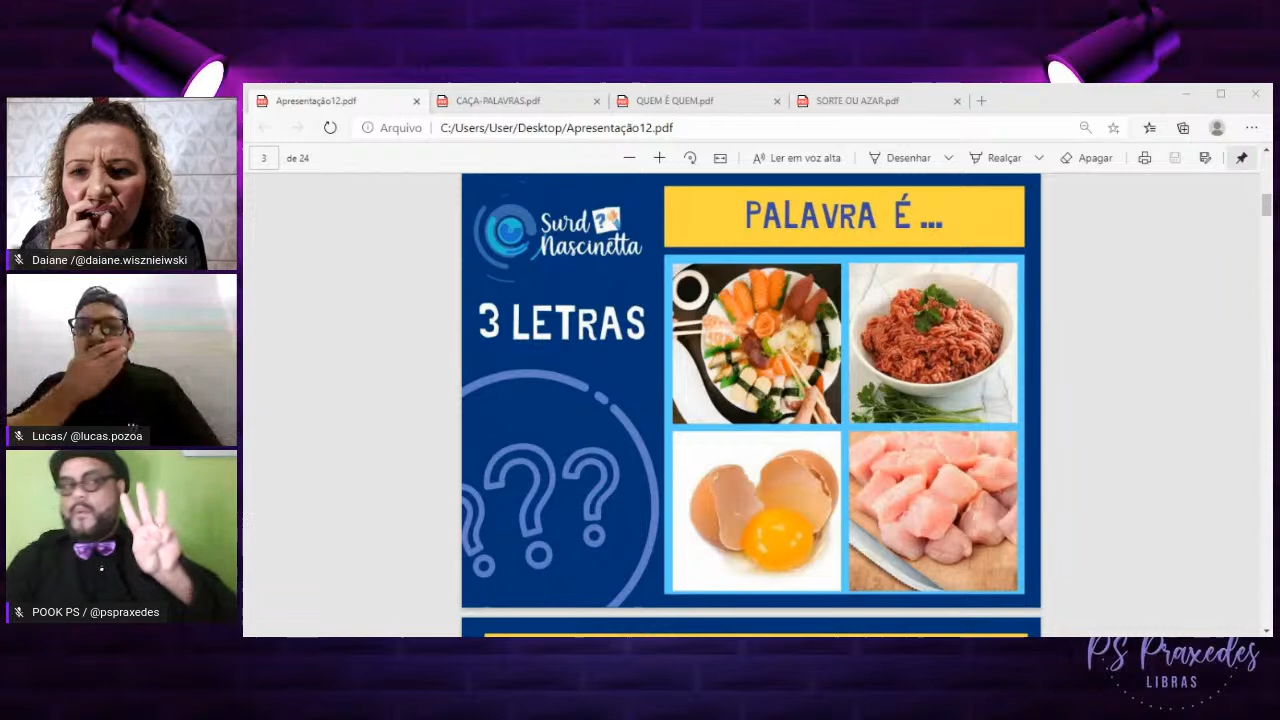 Apresentação12.pdf
CAÇA-PALAVRAS.pdf
QUEM É QUEM.pdf
SORTE OU AZAR.pdf
Arquivo
C:/Users/User/Desktop/Apresentação12.pdf
3 de 24
Ler em voz alta
Desenhar
Realçar
Apagar
Surd
Nascinetta
PALAVRA É...
3 LETRAS
? ? ?
Daiane /@daiane.wisznieiwski
Lucas/ @lucas.pozoa
POOK PS / @pspraxedes
PS Praxedes
LIBRAS